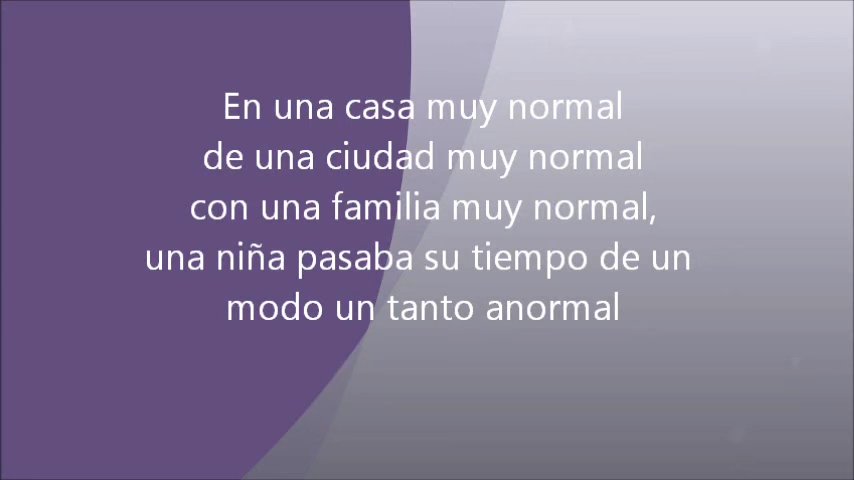 En una casa muy normal
de una ciudad muy normal
con una familia muy normal,
una niña pasaba su tiempo de un
modo un tanto anormal